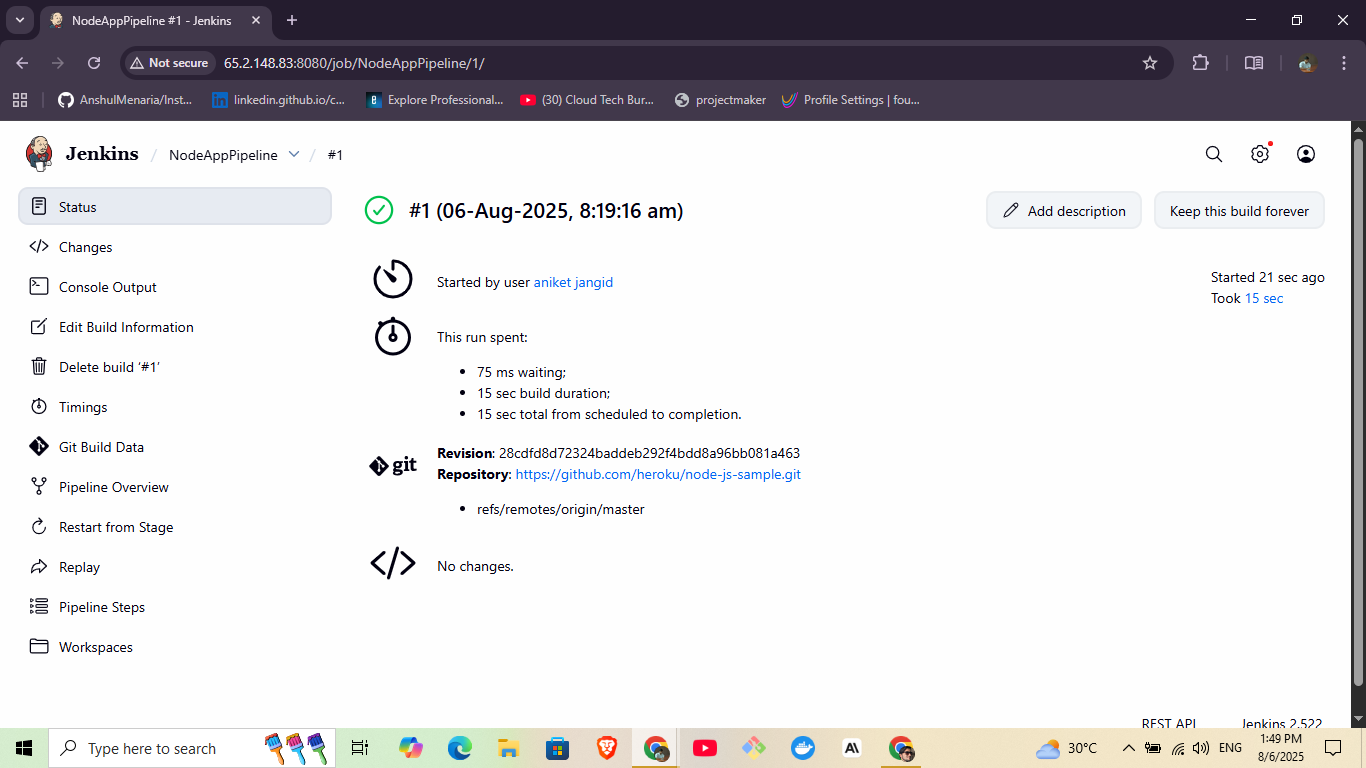 NodeAppPipeline #1 - Jenkins
Not secure
65.2.148.83:8080/job/NodeAppPipeline/1/
AnshulMenaria/Inst...
linkedin.github.io/c...
Explore Professional...
(30) Cloud Tech Bur...
projectmaker
Profile Settings | fou...
Jenkins / NodeAppPipeline / #1
Status
Changes
Console Output
Edit Build Information
Delete build ‘#1’
Timings
Git Build Data
Pipeline Overview
Restart from Stage
Replay
Pipeline Steps
Workspaces
#1 (06-Aug-2025, 8:19:16 am)
Add description
Keep this build forever
Started by user aniket jangid
Started 21 sec ago
Took 15 sec
This run spent:
75 ms waiting;
15 sec build duration;
15 sec total from scheduled to completion.
git
Revision: 28cdfd8d72324baddeb292f4bdd8a96bb081a463
Repository: https://github.com/heroku/node-js-sample.git
refs/remotes/origin/master
No changes.
REST API
Jenkins 2.522
Type here to search
30°C
ENG
1:49 PM
8/6/2025